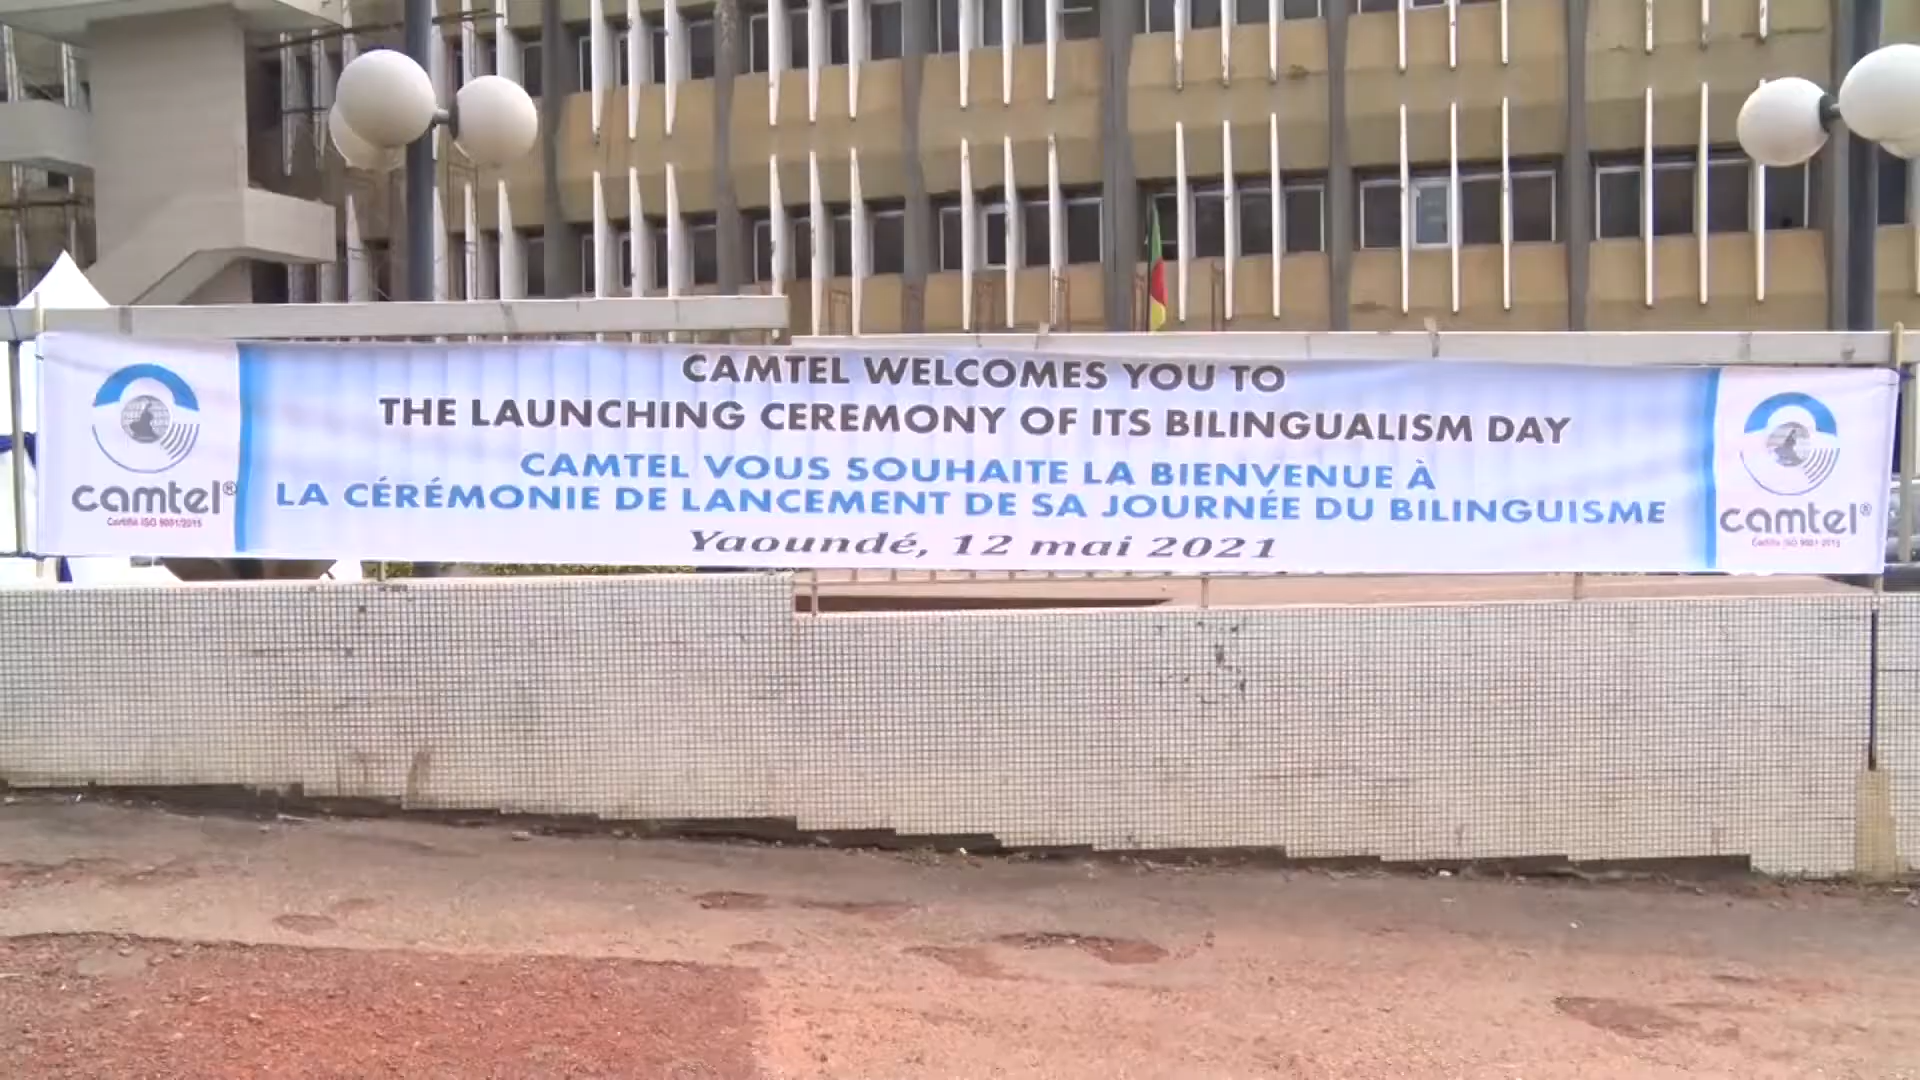 CAMTEL WELCOMES YOU TO
THE LAUNCHING CEREMONY OF ITS BILINGUALISM DAY
CAMTEL VOUS SOUHAITE LA BIENVENUE À
LA CÉRÉMONIE DE LANCEMENT DE SA JOURNÉE DU BILINGUISME
Yaoundé, 12 mai 2021
camtel®
Certifié ISO 9001/2015
camtel®
Certifié ISO 9001/2015